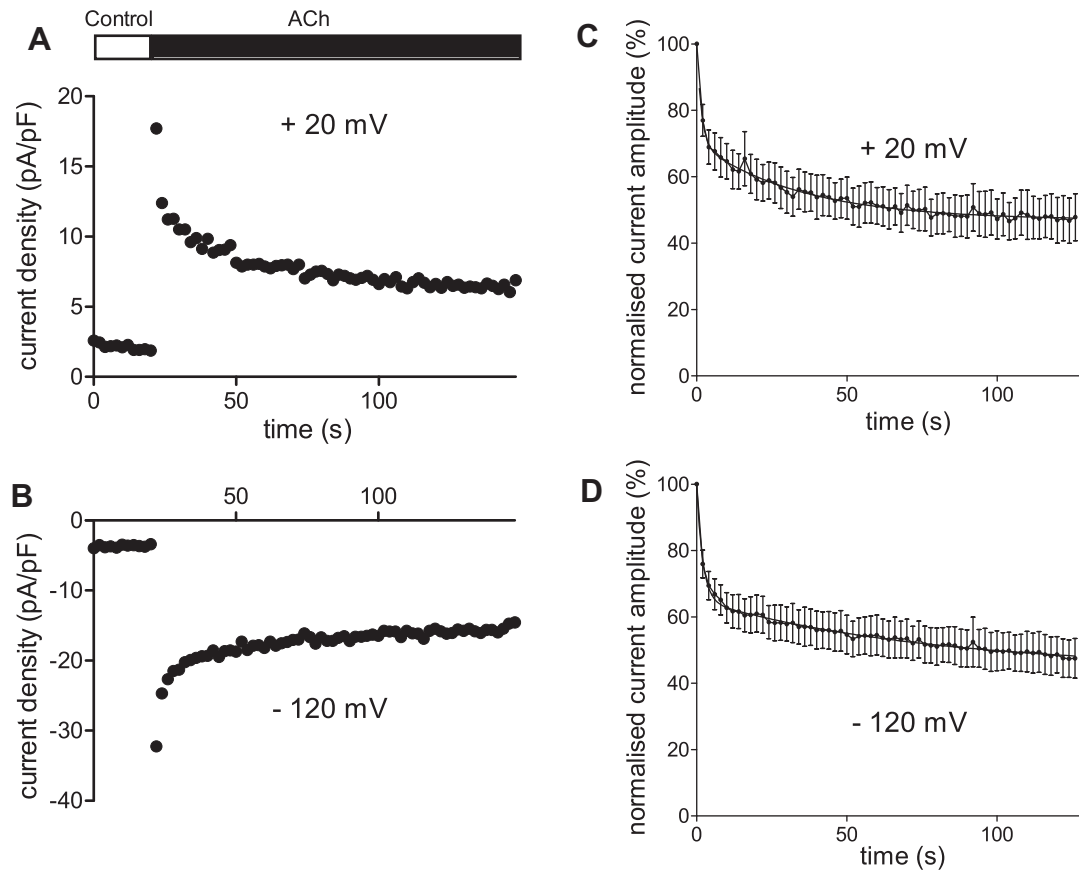 Control
ACh
A
current density (pA/pF)
20
15
10
5
0
+ 20 mV
0
50
100
time (s)
B
current density (pA/pF)
50
100
0
-10
-20
-30
-40
- 120 mV
C
normalised current amplitude (%)
100
80
60
40
20
0
+ 20 mV
0
50
100
time (s)
D
normalised current amplitude (%)
100
80
60
40
20
0
- 120 mV
0
50
100
time (s)